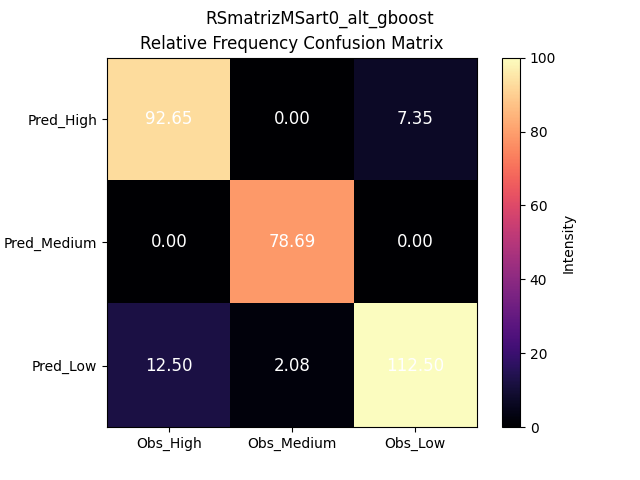 RSmatrizMSart0_alt_gboost
Relative Frequency Confusion Matrix
Pred_High 92.65 0.00 7.35
Pred_Medium 0.00 78.69 0.00
Pred_Low 12.50 2.08 112.50
Obs_High Obs_Medium Obs_Low
100
80
60
40
20
0
Intensity